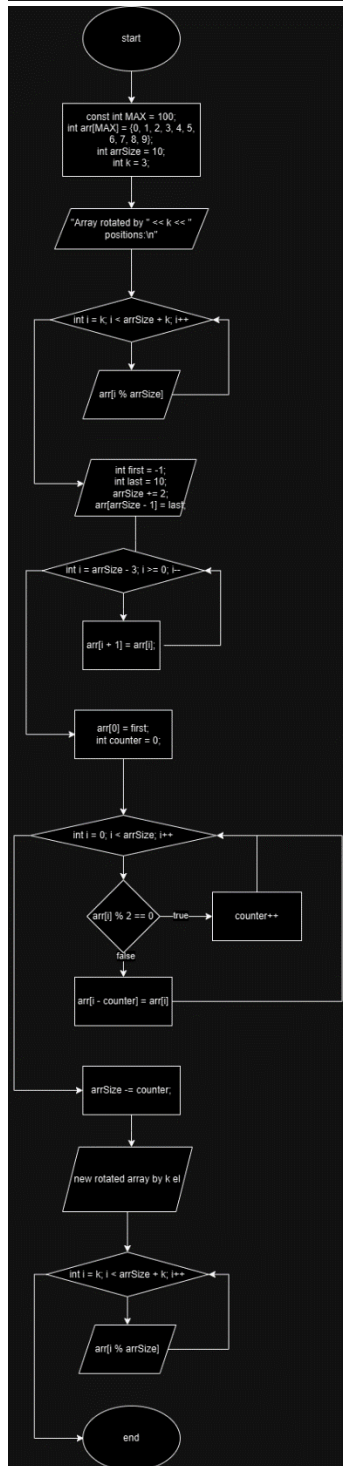 start
const int MAX = 100;
int arr[MAX] = {0, 1, 2, 3, 4, 5,
6, 7, 8, 9};
int arrSize = 10;
int k = 3;
"Array rotated by " << k << "
positions:\n"
int i = k; i < arrSize + k; i++
arr[i % arrSize]
int first = -1;
int last = 10;
arrSize += 2;
arr[arrSize - 1] = last;
int i = arrSize - 3; i >= 0; i--
arr[i + 1] = arr[i];
arr[0] = first;
int counter = 0;
int i = 0; i < arrSize; i++
arr[i] % 2 == 0
true
counter++
false
arr[i - counter] = arr[i]
arrSize -= counter;
new rotated array by k el
int i = k; i < arrSize + k; i++
arr[i % arrSize]
end